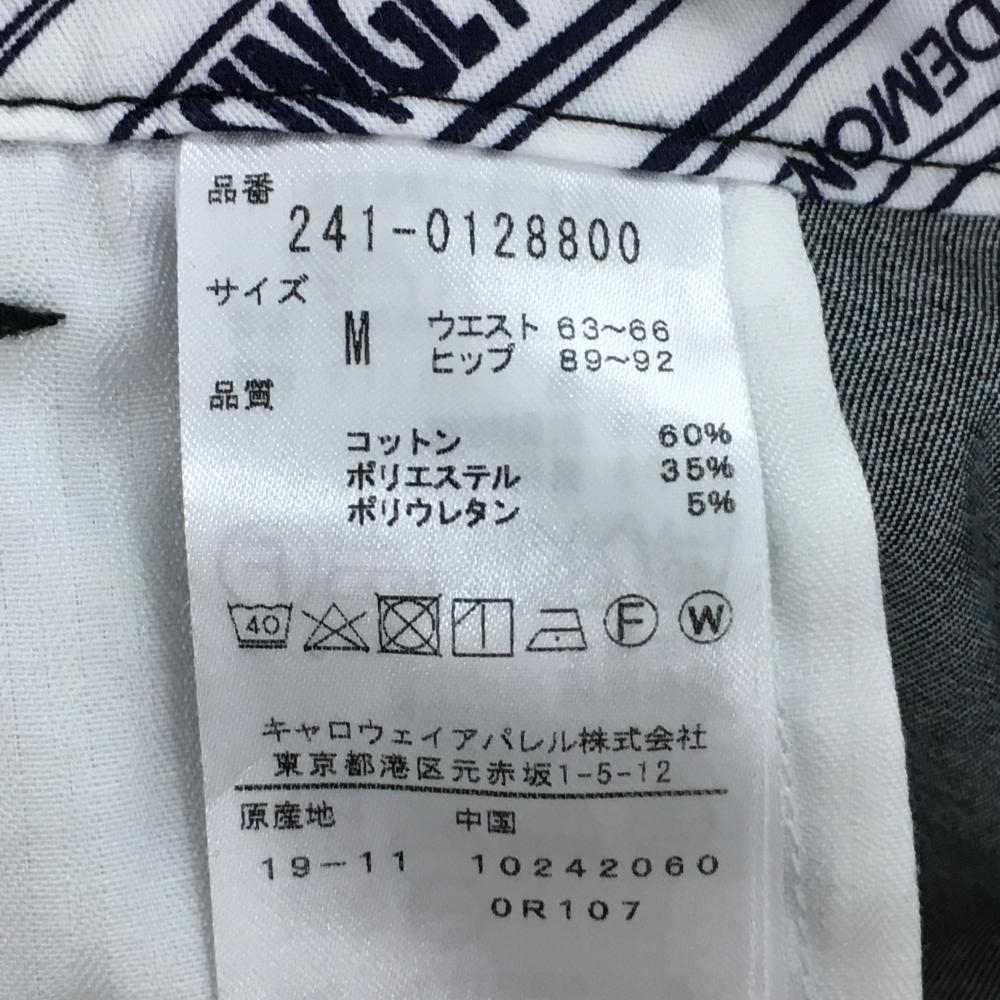 DEMON
品番
241-0128800
サイズ
M
ウエスト 63〜66
ヒップ 89〜92
品質
コットン 60%
ポリエステル 35%
ポリウレタン 5%
40
F W
キャロウェイアパレル株式会社
東京都港区元赤坂1-5-12
原産地 中国
19-11 10242060
0R107